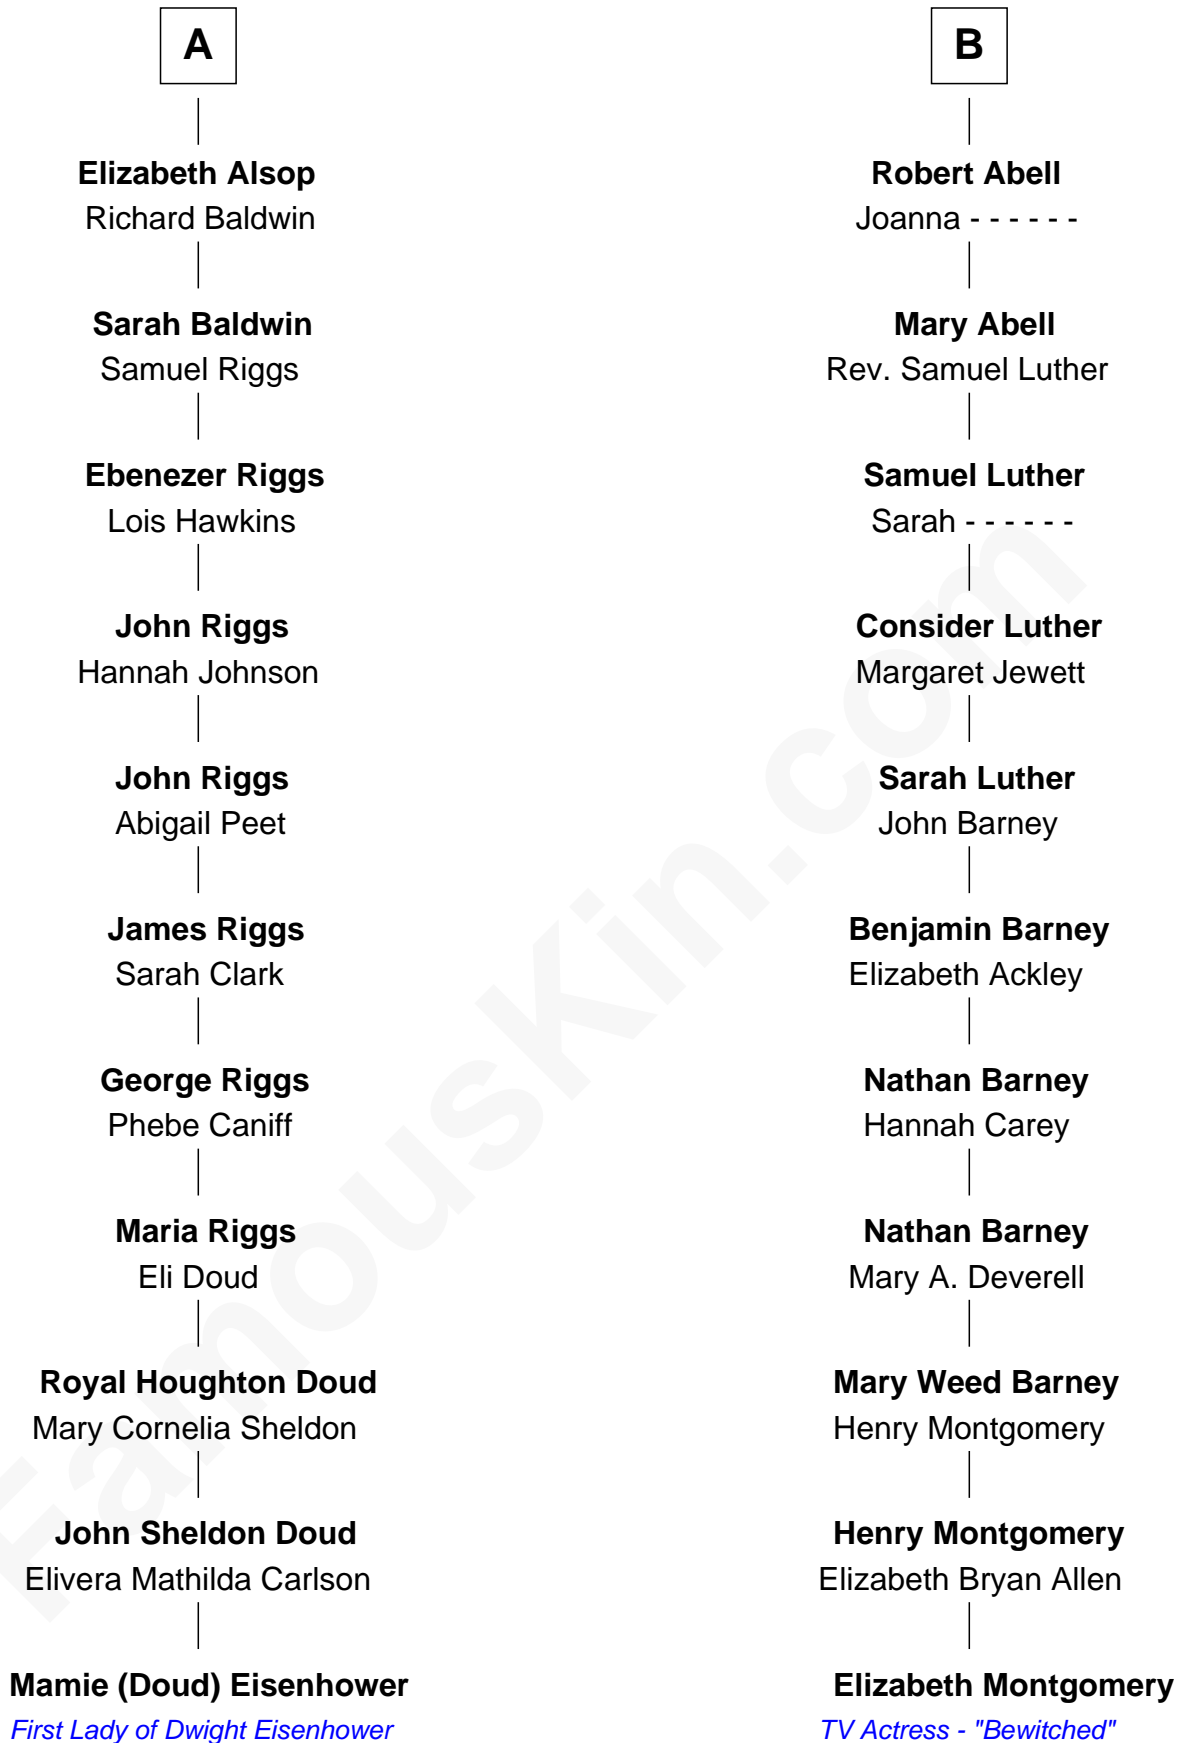 A
Elizabeth Alsop
Richard Baldwin
Sarah Baldwin
Samuel Riggs
Ebenezer Riggs
Lois Hawkins
John Riggs
Hannah Johnson
John Riggs
Abigail Peet
James Riggs
Sarah Clark
George Riggs
Phebe Caniff
Maria Riggs
Eli Doud
Royal Houghton Doud
Mary Cornelia Sheldon
John Sheldon Doud
Elivera Mathilda Carlson
Mamie (Doud) Eisenhower
First Lady of Dwight Eisenhower
B
Robert Abell
Joanna - - - - - -
Mary Abell
Rev. Samuel Luther
Samuel Luther
Sarah - - - - - -
Consider Luther
Margaret Jewett
Sarah Luther
John Barney
Benjamin Barney
Elizabeth Ackley
Nathan Barney
Hannah Carey
Nathan Barney
Mary A. Deverell
Mary Weed Barney
Henry Montgomery
Henry Montgomery
Elizabeth Bryan Allen
Elizabeth Montgomery
TV Actress - "Bewitched"
FamousKin.com